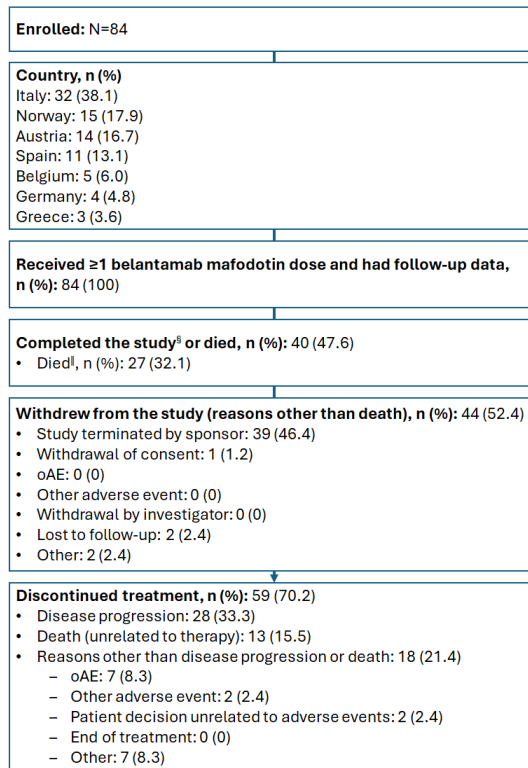 Enrolled: N=84
Country, n (%)
Italy: 32 (38.1)
Norway: 15 (17.9)
Austria: 14 (16.7)
Spain: 11 (13.1)
Belgium: 5 (6.0)
Germany: 4 (4.8)
Greece: 3 (3.6)
Received ≥1 belantamab mafodotin dose and had follow-up data,
n (%): 84 (100)
Completed the study§ or died, n (%): 40 (47.6)
• Died‖, n (%): 27 (32.1)
Withdrew from the study (reasons other than death), n (%): 44 (52.4)
• Study terminated by sponsor: 39 (46.4)
• Withdrawal of consent: 1 (1.2)
• oAE: 0 (0)
• Other adverse event: 0 (0)
• Withdrawal by investigator: 0 (0)
• Lost to follow-up: 2 (2.4)
• Other: 2 (2.4)
Discontinued treatment, n (%): 59 (70.2)
• Disease progression: 28 (33.3)
• Death (unrelated to therapy): 13 (15.5)
• Reasons other than disease progression or death: 18 (21.4)
– oAE: 7 (8.3)
– Other adverse event: 2 (2.4)
– Patient decision unrelated to adverse events: 2 (2.4)
– End of treatment: 0 (0)
– Other: 7 (8.3)